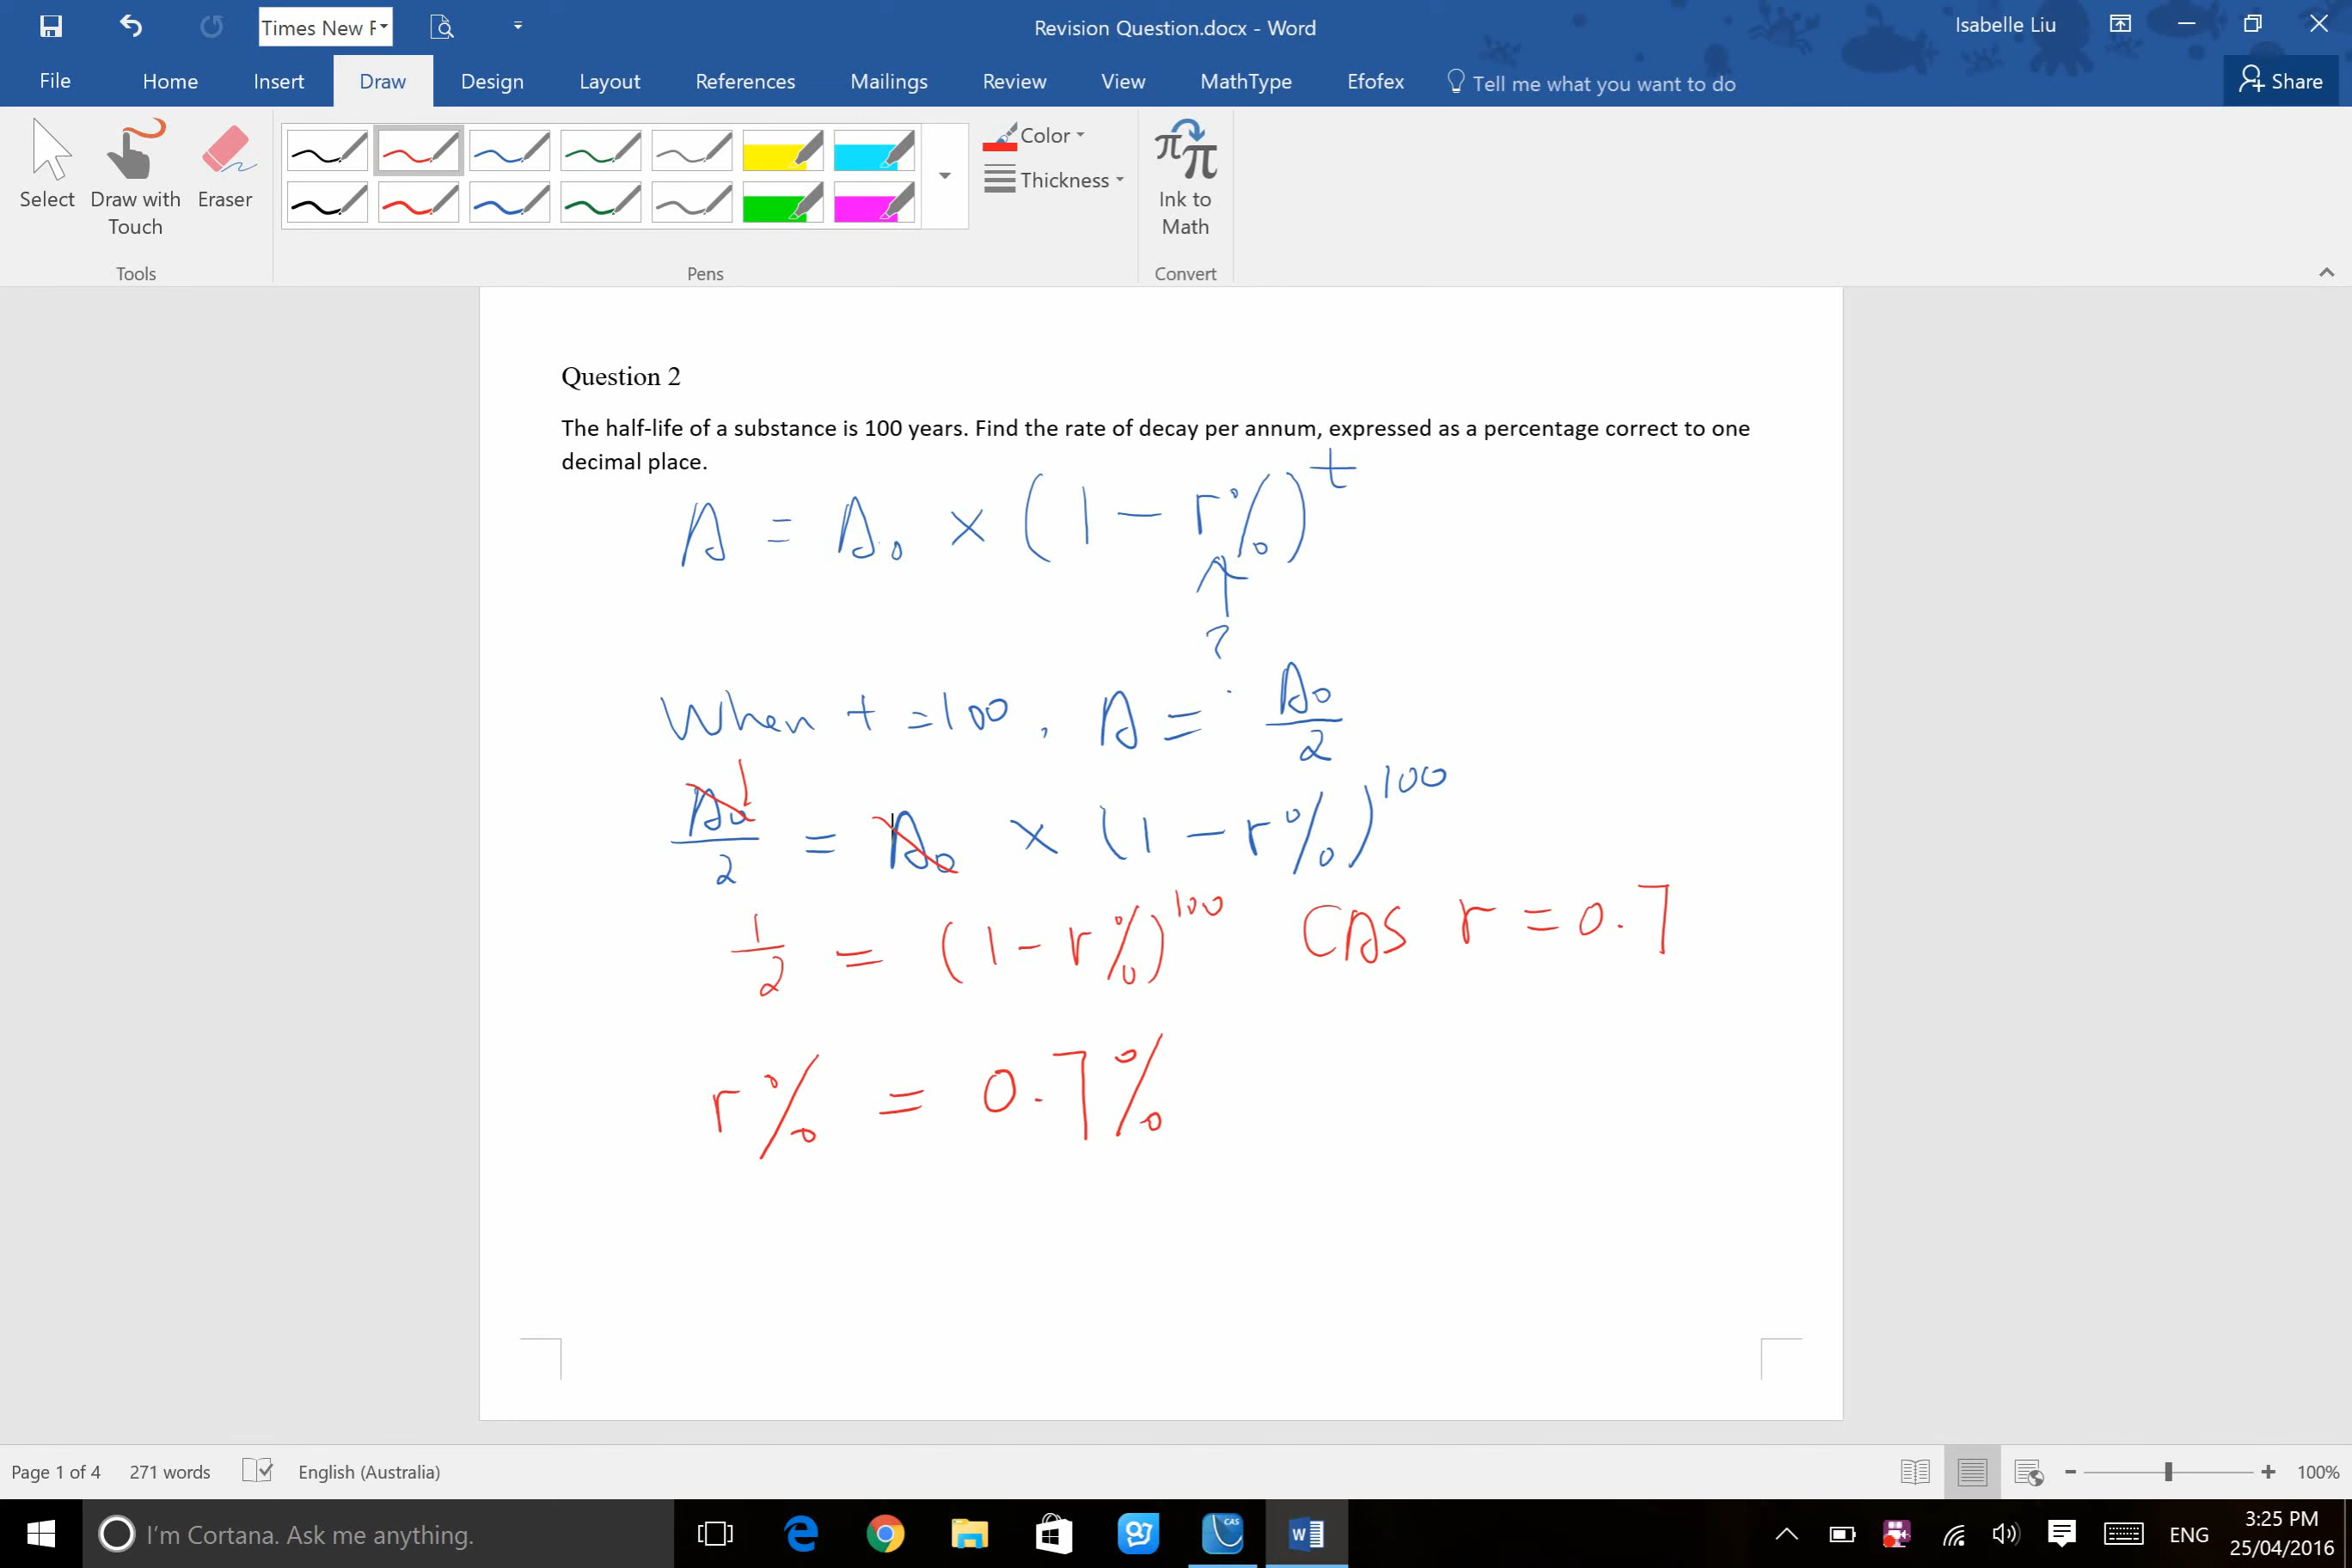 Times New F
Revision Question.docx - Word
Isabelle Liu
File Home Insert Draw Design Layout References Mailings Review View MathType Efofex Tell me what you want to do Share
Select Draw with Touch Eraser Color Thickness Ink to Math
Tools Pens Convert
Question 2
The half-life of a substance is 100 years. Find the rate of decay per annum, expressed as a percentage correct to one
decimal place.
A = A₀ × (1 − r%)^t
?
When t = 100, A = A₀/2
A₀/2 = A₀ × (1 − r%)^100
1/2 = (1 − r%)^100 CAS r = 0.7
r% = 0.7%
Page 1 of 4 271 words English (Australia) 100%
I'm Cortana. Ask me anything. CAS ENG 3:25 PM
25/04/2016